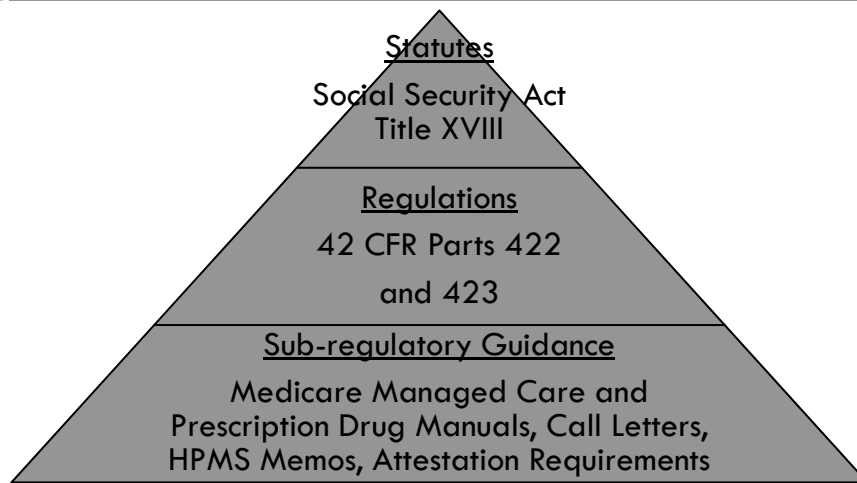 Statutes
Social Security Act
Title XVIII
Regulations
42 CFR Parts 422
and 423
Sub-regulatory Guidance
Medicare Managed Care and
Prescription Drug Manuals, Call Letters,
HPMS Memos, Attestation Requirements